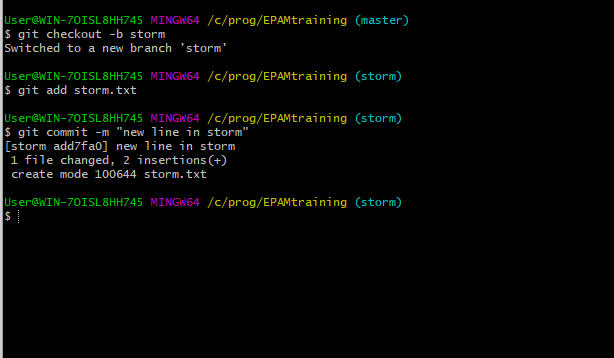 User@WIN-7OISL8HH745 MINGW64 /c/prog/EPAMtraining (master)
$ git checkout -b storm
Switched to a new branch 'storm'
User@WIN-7OISL8HH745 MINGW64 /c/prog/EPAMtraining (storm)
$ git add storm.txt
User@WIN-7OISL8HH745 MINGW64 /c/prog/EPAMtraining (storm)
$ git commit -m "new line in storm"
[storm add7fa0] new line in storm
 1 file changed, 2 insertions(+)
 create mode 100644 storm.txt
User@WIN-7OISL8HH745 MINGW64 /c/prog/EPAMtraining (storm)
$